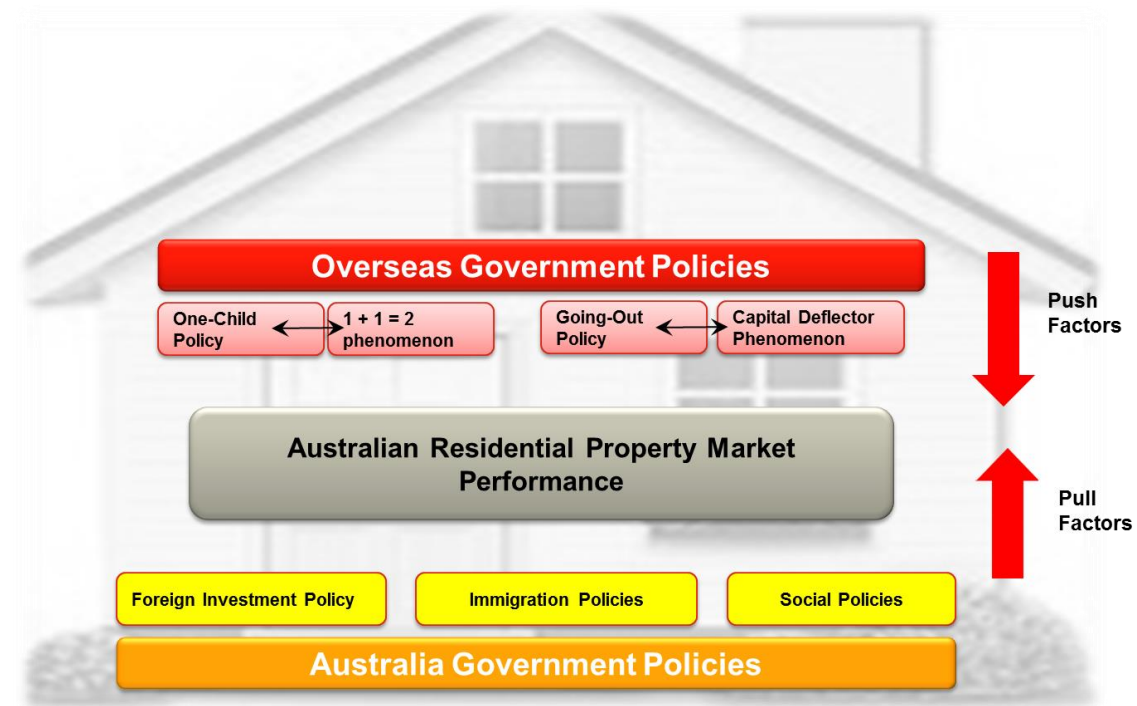 Overseas Government Policies
One-Child
Policy
1 + 1 = 2
phenomenon
Going-Out
Policy
Capital Deflector
Phenomenon
Push
Factors
Australian Residential Property Market
Performance
Pull
Factors
Foreign Investment Policy
Immigration Policies
Social Policies
Australia Government Policies